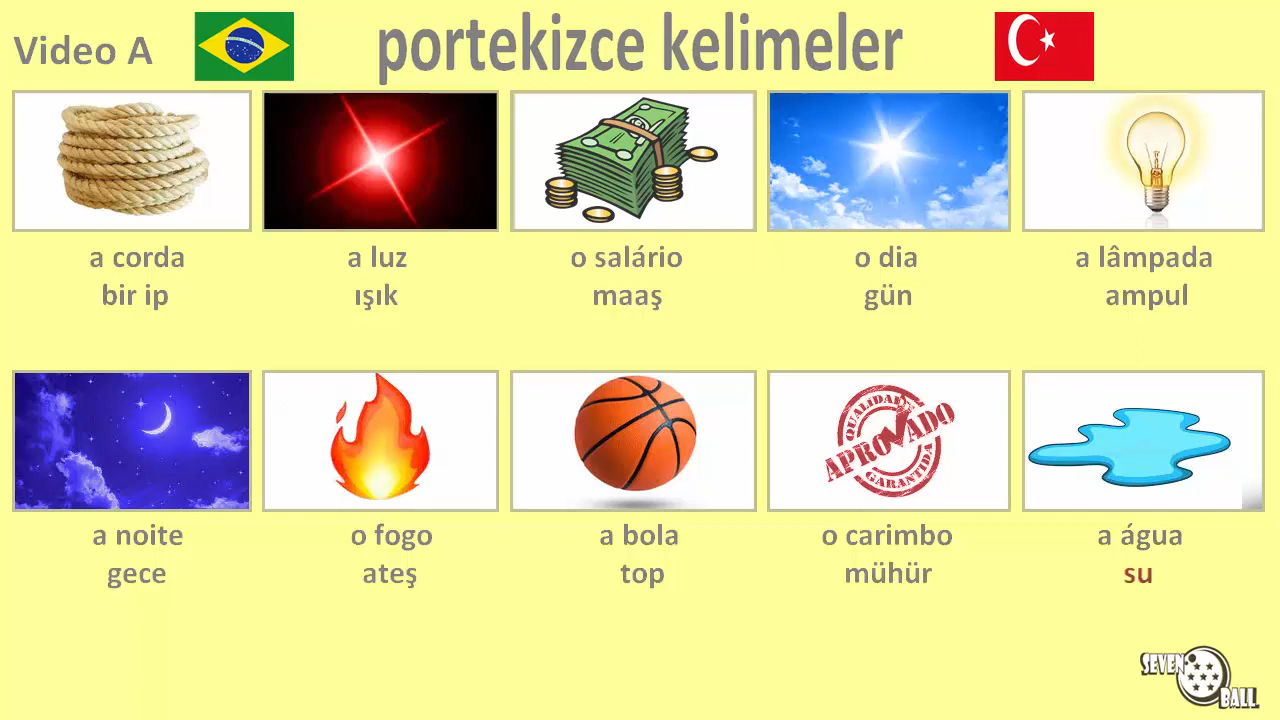 Video A
portekizce kelimeler
a corda
bir ip
a luz
ışık
o salário
maaş
o dia
gün
a lâmpada
ampul
QUALIDADE
APROVADO
GARANTIDA
a noite
gece
o fogo
ateş
a bola
top
o carimbo
mühür
a água
su
SEVEN
BALL